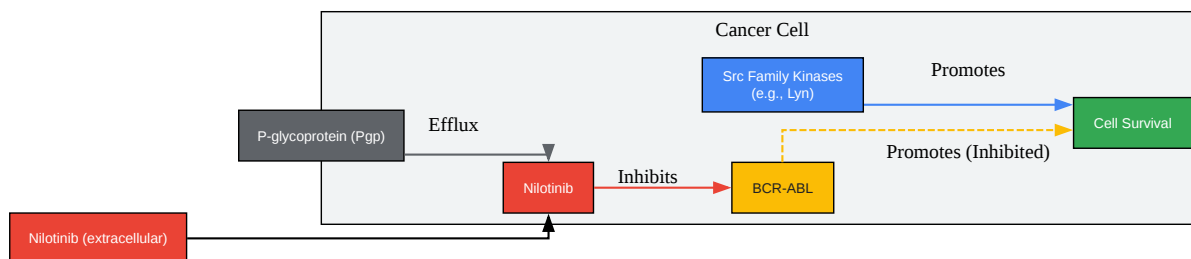 Cancer Cell
Src Family Kinases
(e.g., Lyn)
Promotes
Cell Survival
P-glycoprotein (Pgp)
Efflux
Promotes (Inhibited)
Nilotinib
Inhibits
BCR-ABL
Nilotinib (extracellular)